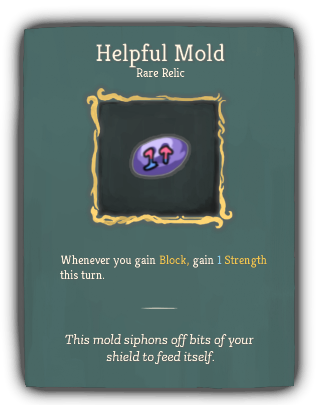 Helpful Mold
Rare Relic
Whenever you gain Block, gain 1 Strength
this turn.
This mold siphons off bits of your
shield to feed itself.